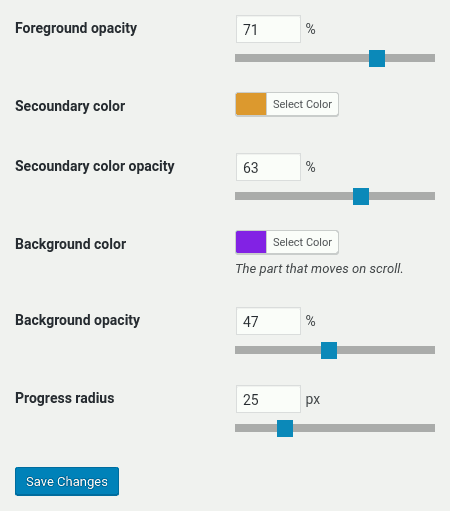 Foreground opacity 71 %
Secoundary color Select Color
Secoundary color opacity 63 %
Background color Select Color
The part that moves on scroll.
Background opacity 47 %
Progress radius 25 px
Save Changes